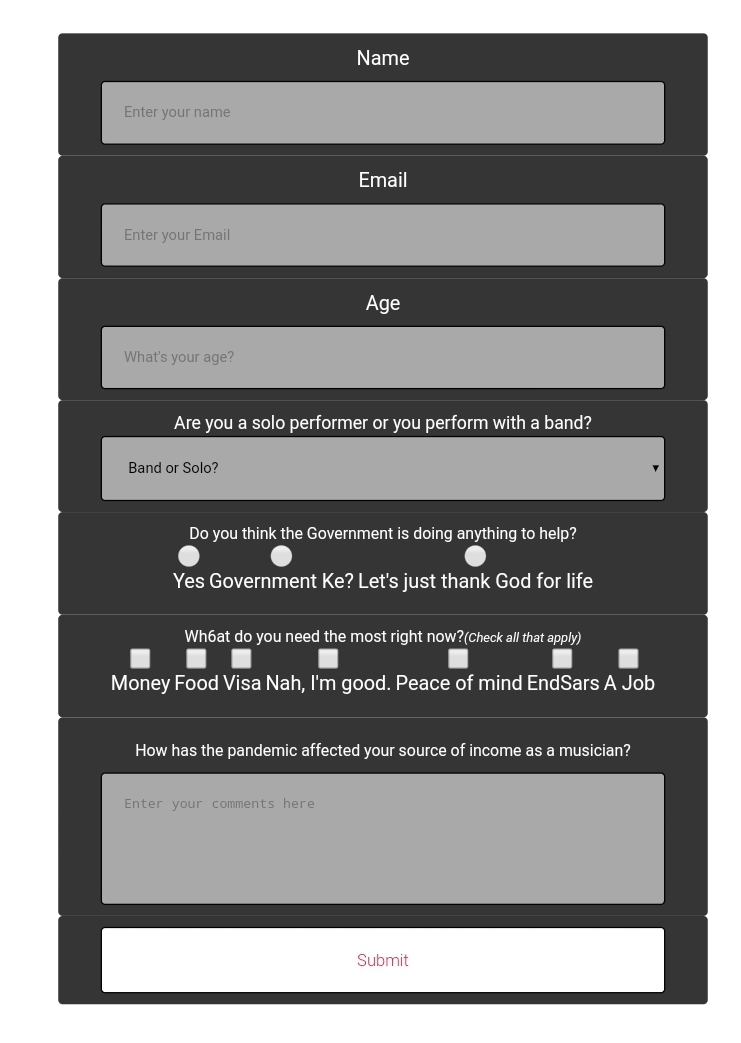 Name
Enter your name
Email
Enter your Email
Age
What's your age?
Are you a solo performer or you perform with a band?
Band or Solo?
Do you think the Government is doing anything to help?
Yes Government Ke? Let's just thank God for life
Wh6at do you need the most right now?(Check all that apply)
Money Food Visa Nah, I'm good. Peace of mind EndSars A Job
How has the pandemic affected your source of income as a musician?
Enter your comments here
Submit